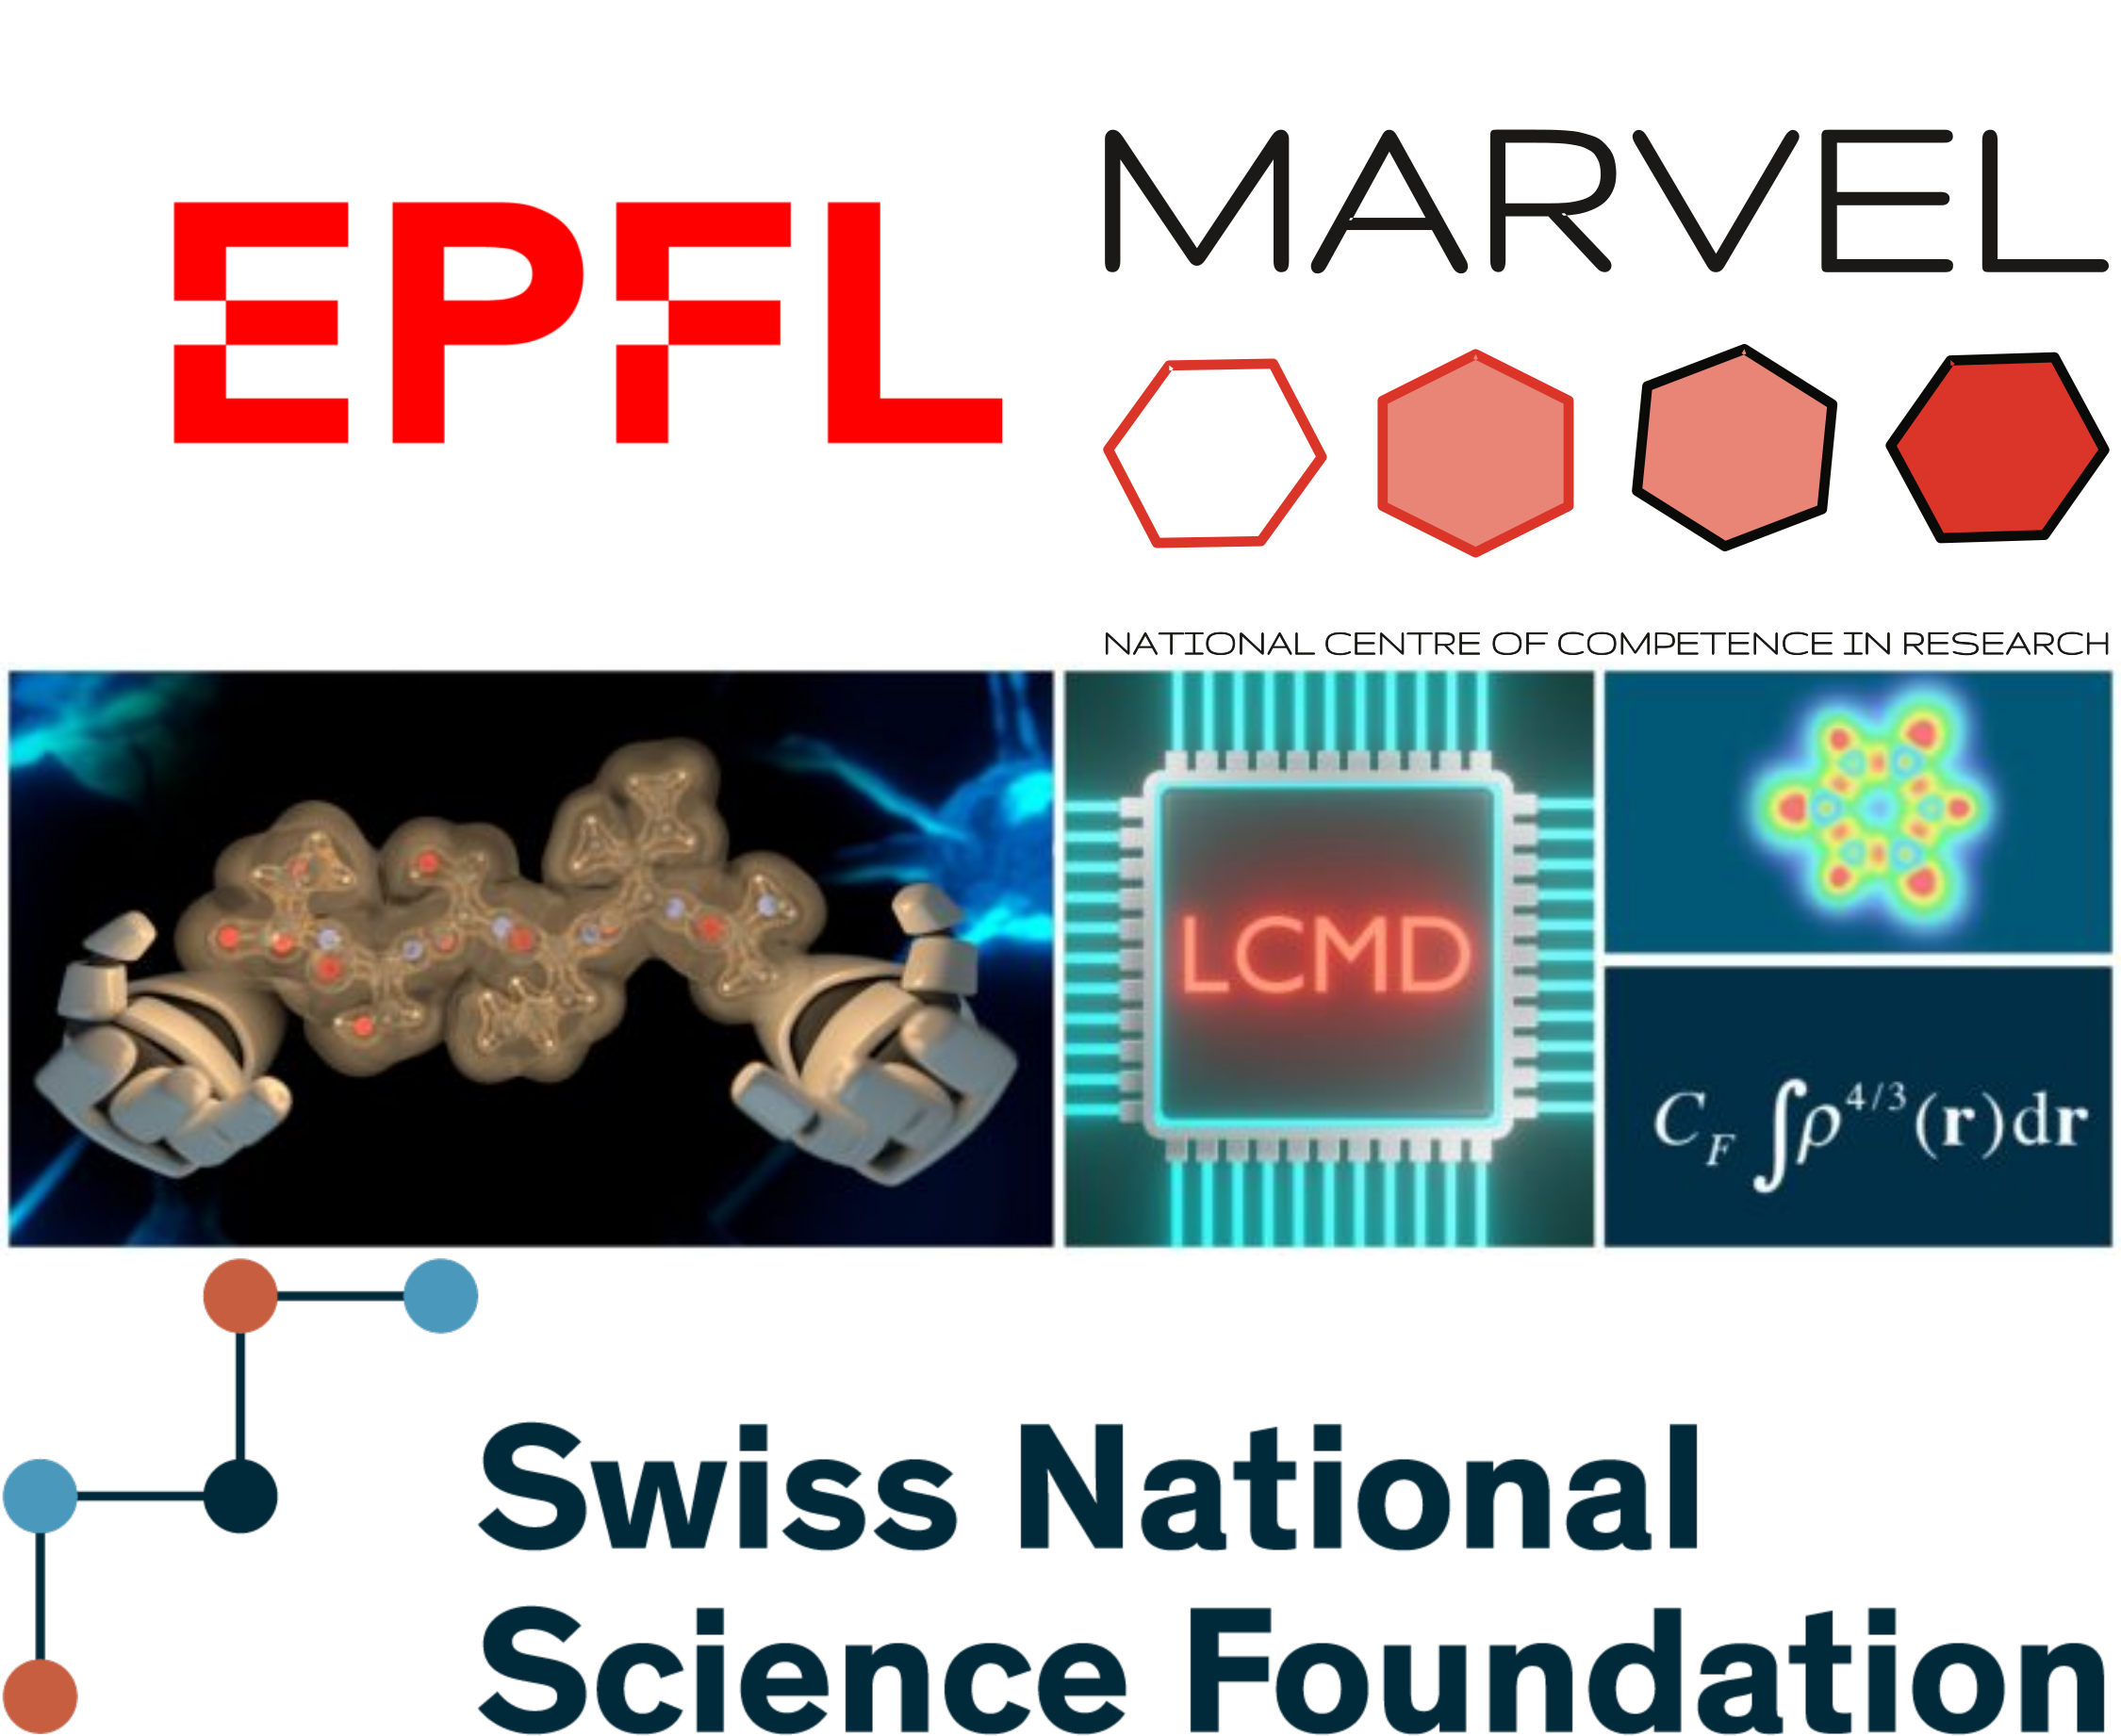 EPFL
MARVEL
NATIONAL CENTRE OF COMPETENCE IN RESEARCH
LCMD
C_F ∫ρ^{4/3}(r)dr
Swiss National
Science Foundation